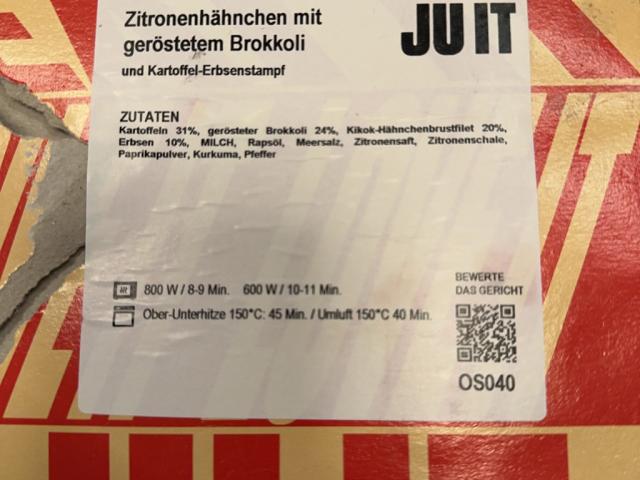 Zitronenhähnchen mit
geröstetem Brokkoli
und Kartoffel-Erbsenstampf
JU IT
ZUTATEN
Kartoffeln 31%, gerösteter Brokkoli 24%, Kikok-Hähnchenbrustfilet 20%,
Erbsen 10%, MILCH, Rapsöl, Meersalz, Zitronensaft, Zitronenschale,
Paprikapulver, Kurkuma, Pfeffer
800 W / 8-9 Min. 600 W / 10-11 Min.
Ober-Unterhitze 150°C: 45 Min. / Umluft 150°C 40 Min.
BEWERTE
DAS GERICHT
OS040